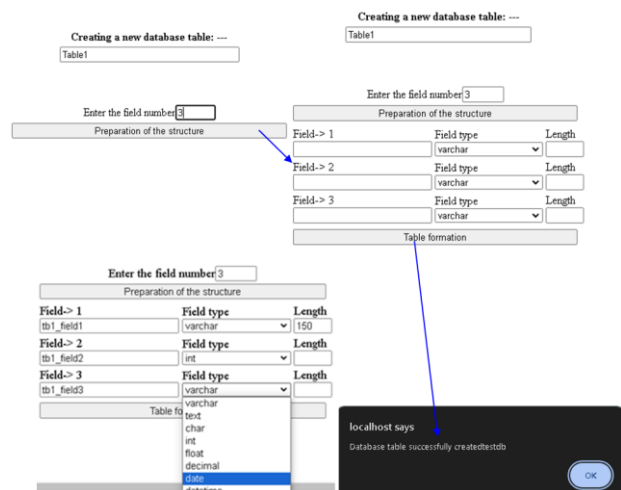 Creating a new database table: ---
Table1
Enter the field number 3
Preparation of the structure
Creating a new database table: ---
Table1
Enter the field number 3
Preparation of the structure
Field-> 1 Field type Length
varchar
Field-> 2 Field type Length
varchar
Field-> 3 Field type Length
varchar
Table formation
Enter the field number 3
Preparation of the structure
Field-> 1 Field type Length
tb1_field1 varchar 150
Field-> 2 Field type Length
tb1_field2 int
Field-> 3 Field type Length
tb1_field3 varchar
Table fo
varchar
text
char
int
float
decimal
date
datetime
localhost says
Database table successfully createdtestdb
OK